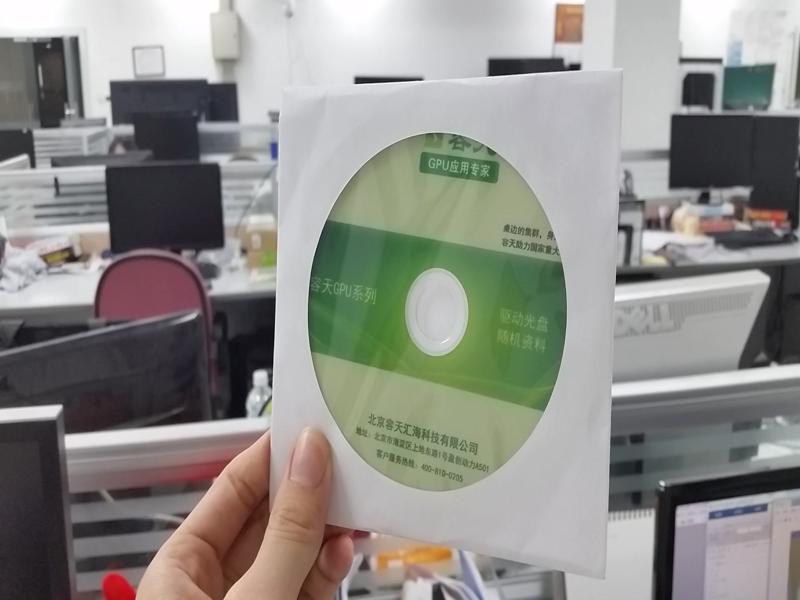 容天
GPU应用专家
桌边的集群，身
容天助力国家重大
容天GPU系列
驱动光盘
随机资料
北京容天汇海科技有限公司
地址：北京市海淀区上地东路1号盈创动力A501
客户服务热线：400-810-0205
DELL